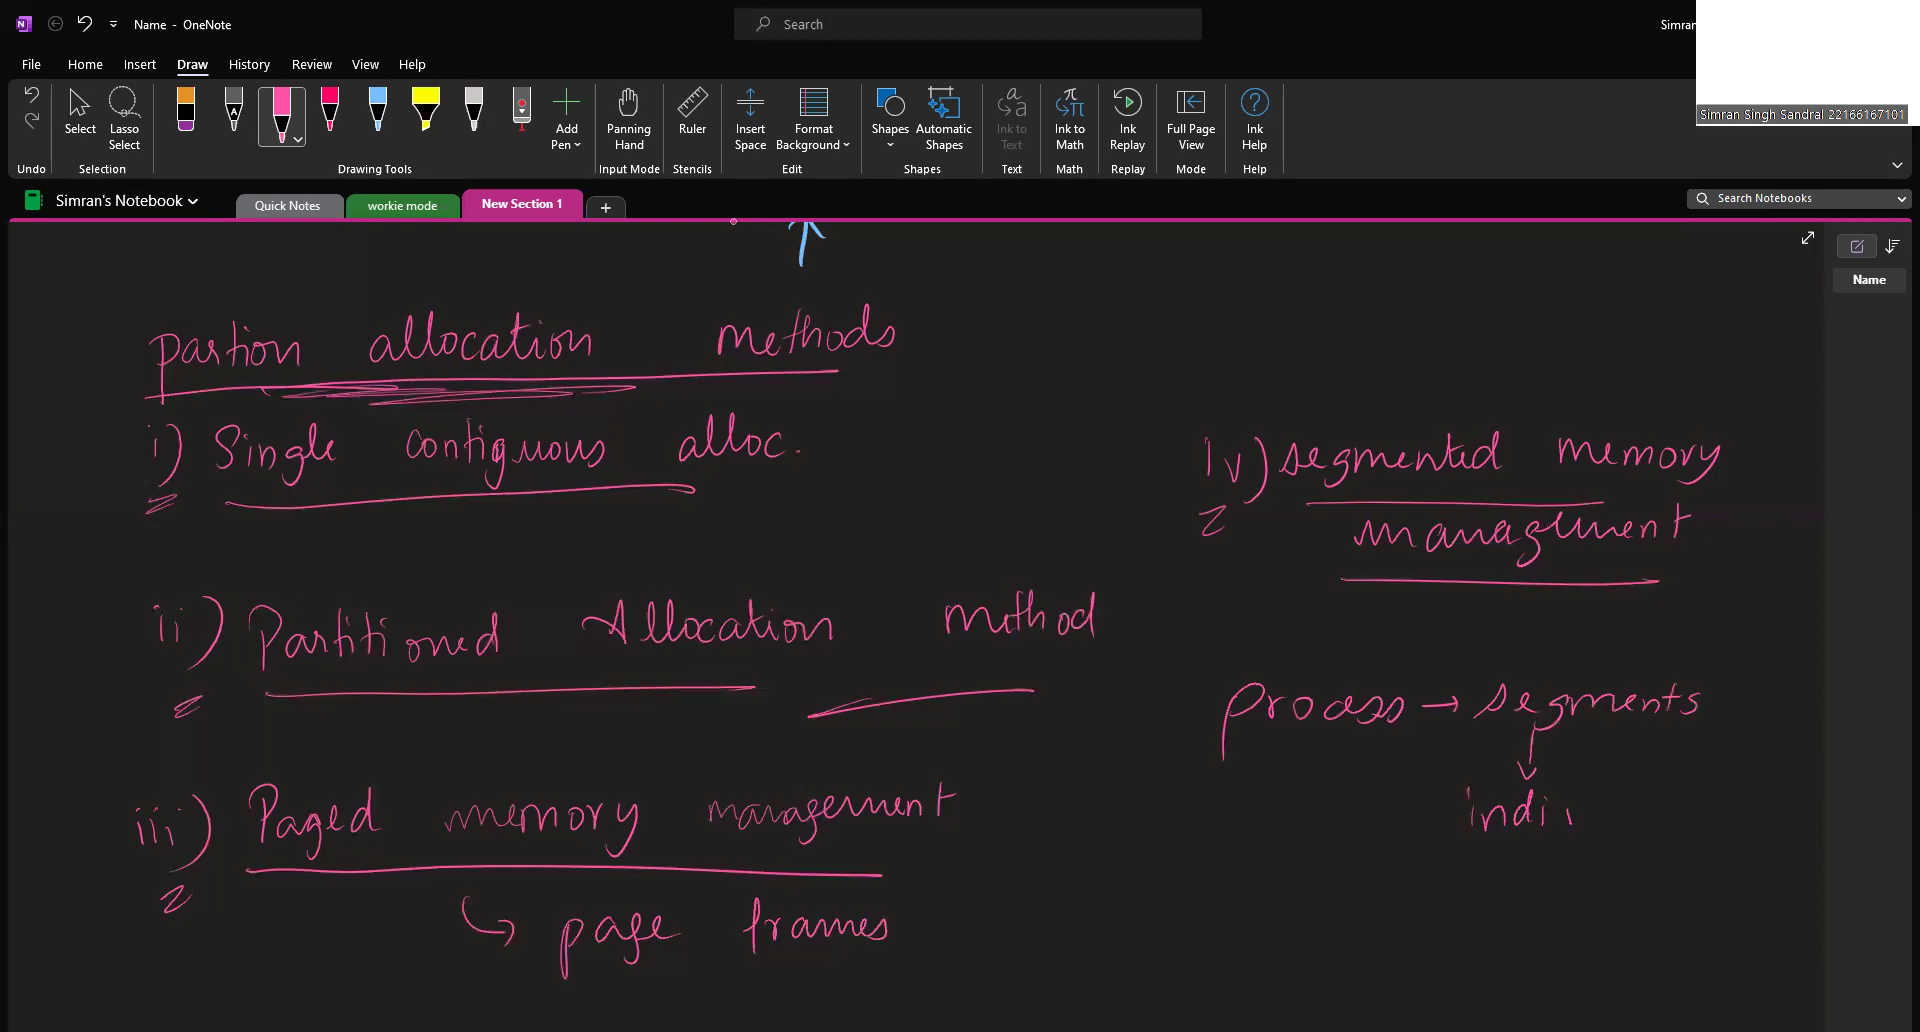 Name - OneNote
Search
Simran
File Home Insert Draw History Review View Help
Simran Singh Sandral 22166167101
Undo
Select
Lasso Select
Selection
Drawing Tools
Add Pen
Panning Hand
Input Mode
Ruler
Stencils
Insert Space
Format Background
Edit
Shapes
Automatic Shapes
Shapes
Ink to Text
Text
Ink to Math
Math
Ink Replay
Replay
Full Page View
Mode
Ink Help
Help
Simran's Notebook
Quick Notes
workie mode
New Section 1
+
Search Notebooks
Name
partion allocation methods
i) Single contiguous alloc.
ii) Partitioned Allocation method
iii) Paged memory management
↳ page frames
iv) segmented memory
management
process → segments
↓
indi